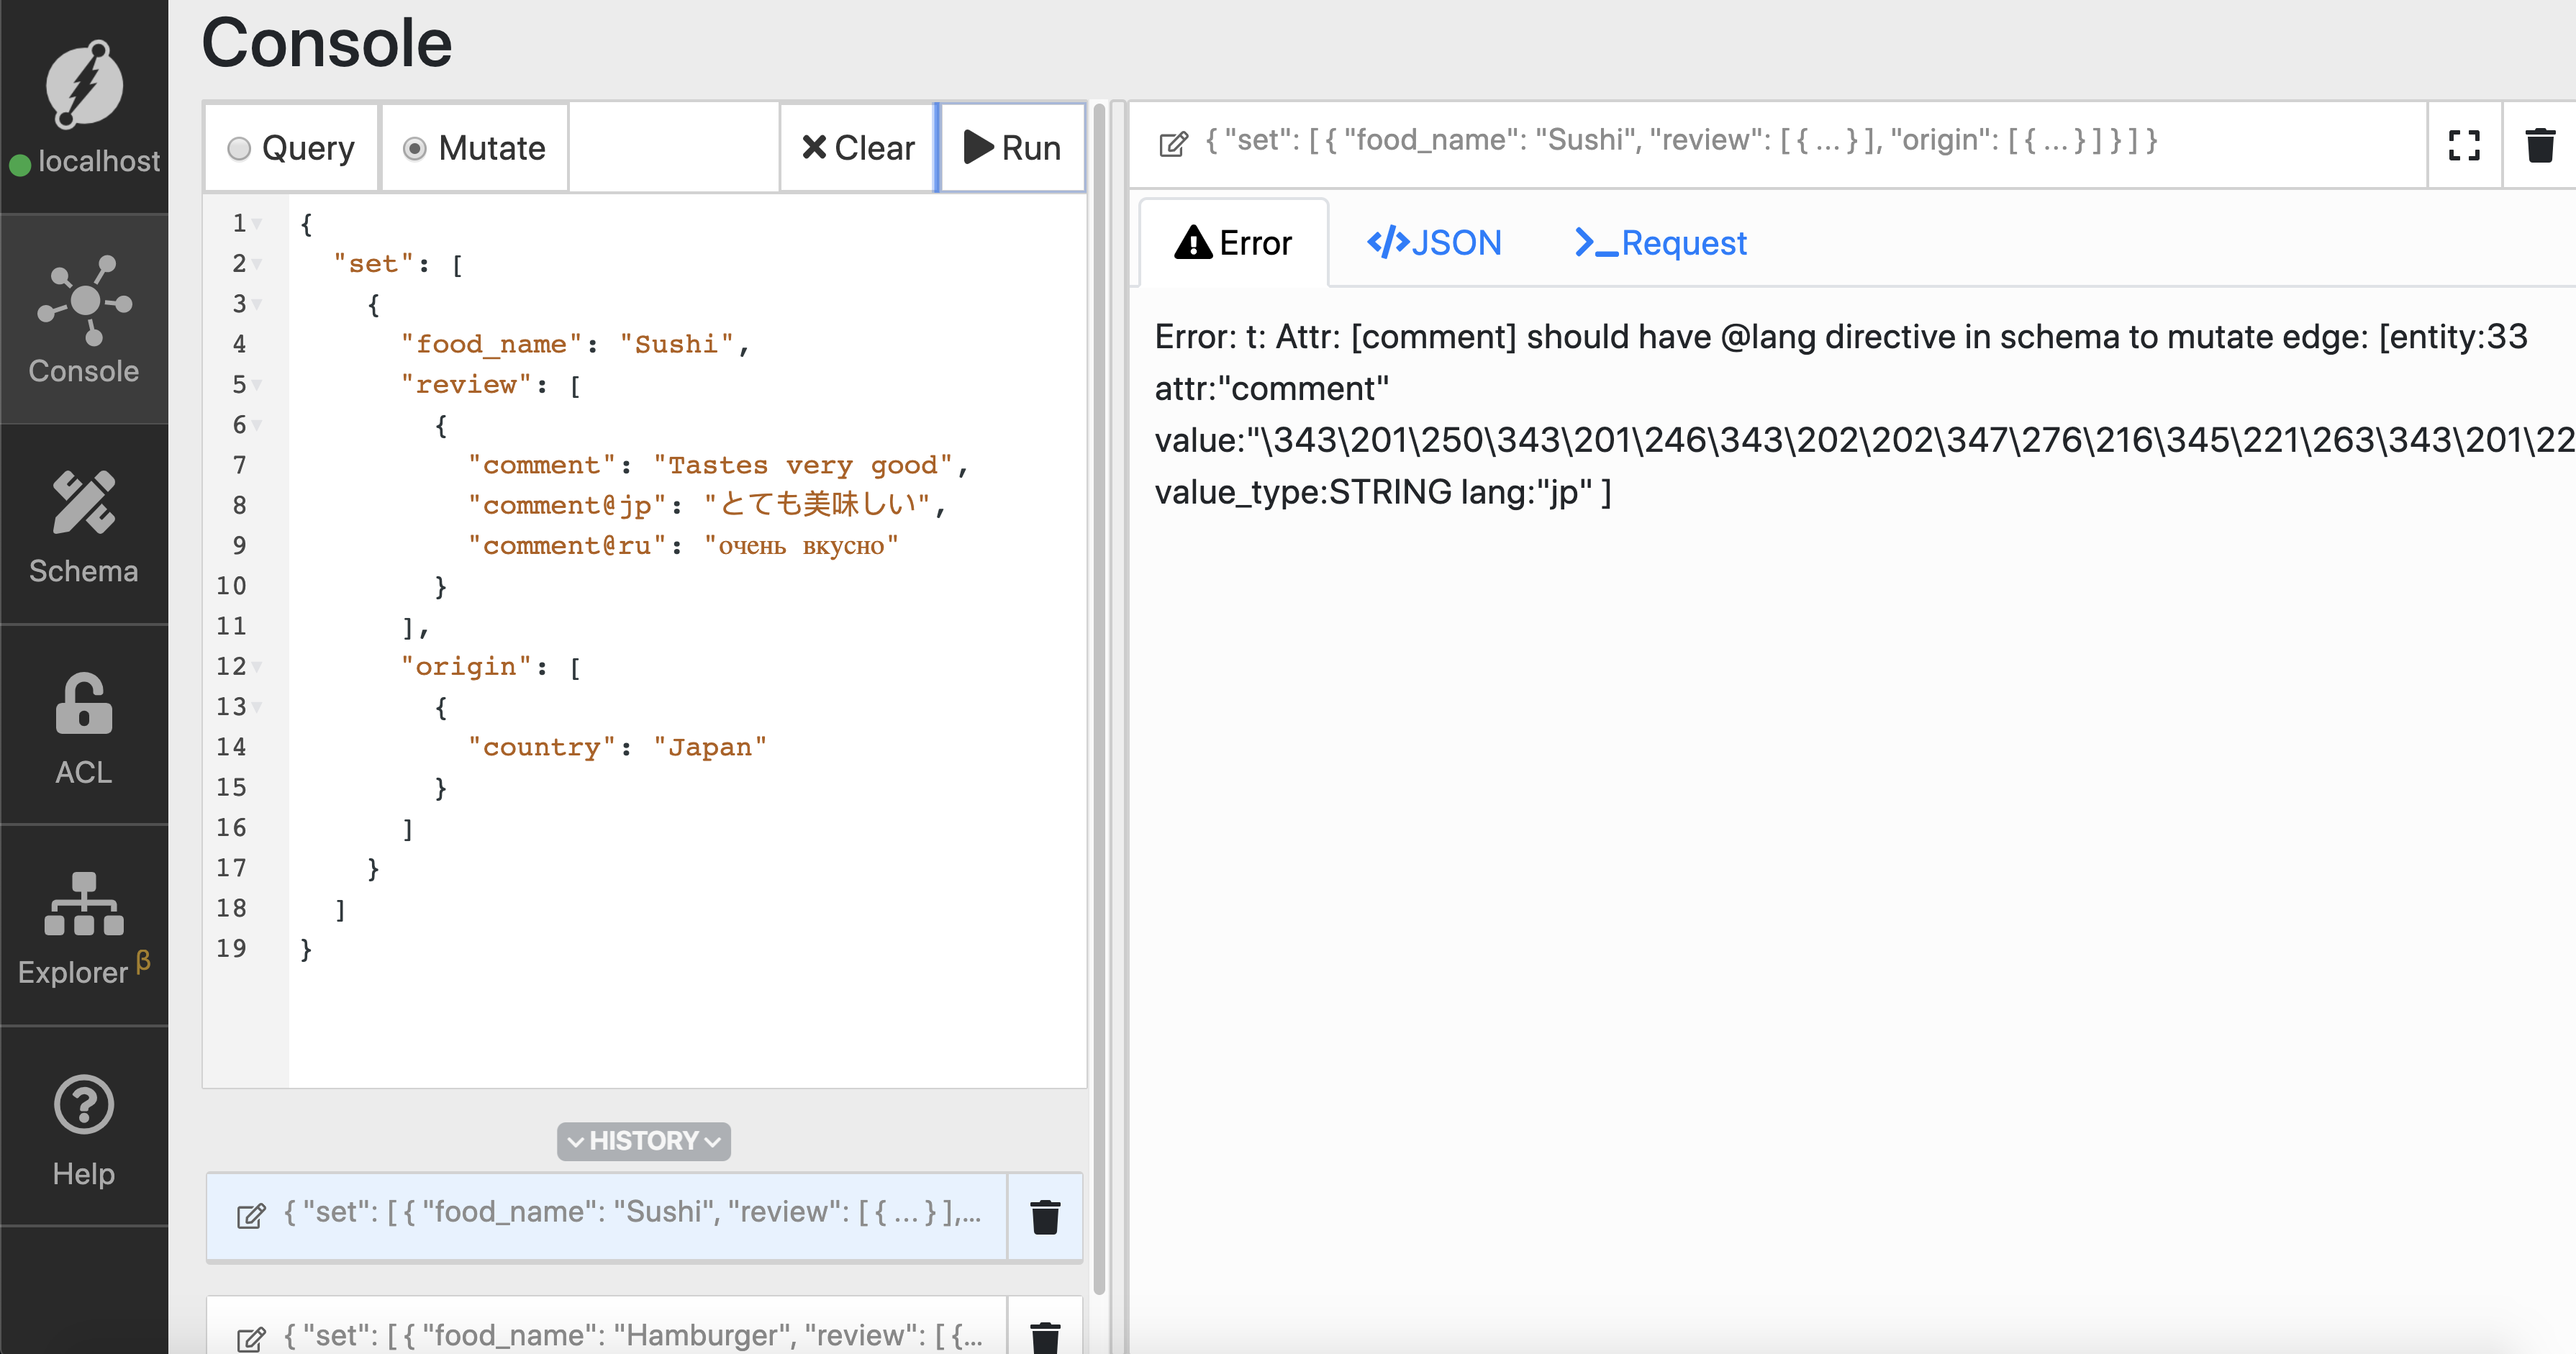 Console
localhost
Console
Schema
ACL
Explorer β
Help
Query Mutate Clear Run
1 {
2 "set": [
3 {
4 "food_name": "Sushi",
5 "review": [
6 {
7 "comment": "Tastes very good",
8 "comment@jp": "とても美味しい",
9 "comment@ru": "очень вкусно"
10 }
11 ],
12 "origin": [
13 {
14 "country": "Japan"
15 }
16 ]
17 }
18 ]
19 }
HISTORY
{ "set": [ { "food_name": "Sushi", "review": [ { ... } ],...
{ "set": [ { "food_name": "Hamburger", "review": [ {...
{ "set": [ { "food_name": "Sushi", "review": [ { ... } ], "origin": [ { ... } ] } ] }
Error JSON Request
Error: t: Attr: [comment] should have @lang directive in schema to mutate edge: [entity:33
attr:"comment"
value:"\343\201\250\343\201\246\343\202\202\347\276\216\345\221\263\343\201\22
value_type:STRING lang:"jp" ]